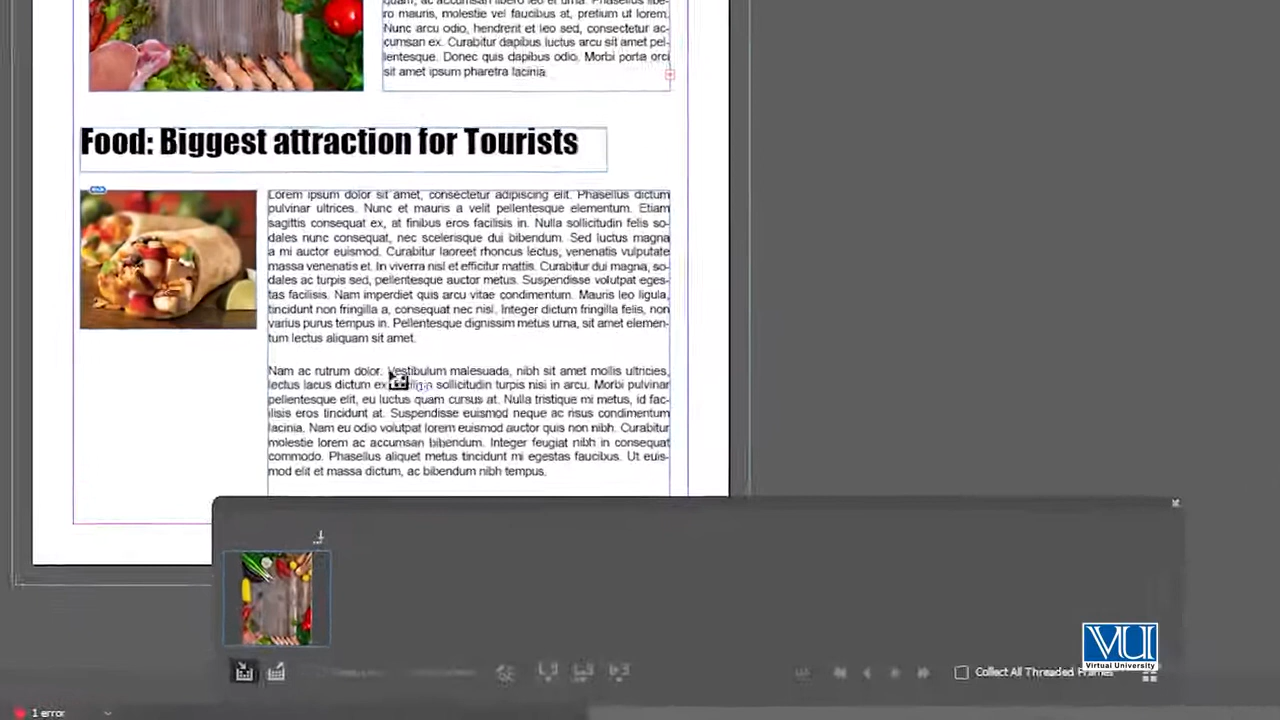 quam, ac accumsan libero leo et urna. Phasellus libe-
ro mauris, molestie vel faucibus at, pretium ut lorem.
Nunc arcu odio, hendrerit et leo sed, consectetur ac-
cumsan ex. Curabitur dapibus luctus arcu sit amet pel-
lentesque. Donec quis dapibus odio. Morbi porta orci
sit amet ipsum pharetra lacinia.
Food: Biggest attraction for Tourists
Lorem ipsum dolor sit amet, consectetur adipiscing elit. Phasellus dictum
pulvinar ultrices. Nunc et mauris a velit pellentesque elementum. Etiam
sagittis consequat ex, at finibus eros facilisis in. Nulla sollicitudin felis so-
dales nunc consequat, nec scelerisque dui bibendum. Sed luctus magna
a mi auctor euismod. Curabitur laoreet rhoncus lectus, venenatis vulputate
massa venenatis et. In viverra nisl et efficitur mattis. Curabitur dui magna, so-
dales ac turpis sed, pellentesque auctor metus. Suspendisse volutpat eges-
tas facilisis. Nam imperdiet quis arcu vitae condimentum. Mauris leo ligula,
tincidunt non fringilla a, consequat nec nisi. Integer dictum fringilla felis, non
varius purus tempus in. Pellentesque dignissim metus urna, sit amet elemen-
tum lectus aliquam sit amet.
Nam ac rutrum dolor. Vestibulum malesuada, nibh sit amet mollis ultricies,
lectus lacus dictum ex sollicitudin turpis nisi in arcu. Morbi pulvinar
pellentesque elit, eu luctus quam cursus at. Nulla tristique mi metus, id fac-
ilisis eros tincidunt at. Suspendisse euismod neque ac risus condimentum
lacinia. Nam eu odio volutpat lorem euismod auctor quis non nibh. Curabitur
molestie lorem ac accumsan bibendum. Integer feugiat nibh in consequat
commodo. Phasellus aliquet metus tincidunt mi egestas faucibus. Ut euis-
mod elit et massa dictum, ac bibendum nibh tempus.
VU
Virtual University
Collect All Threaded Frames
1 error